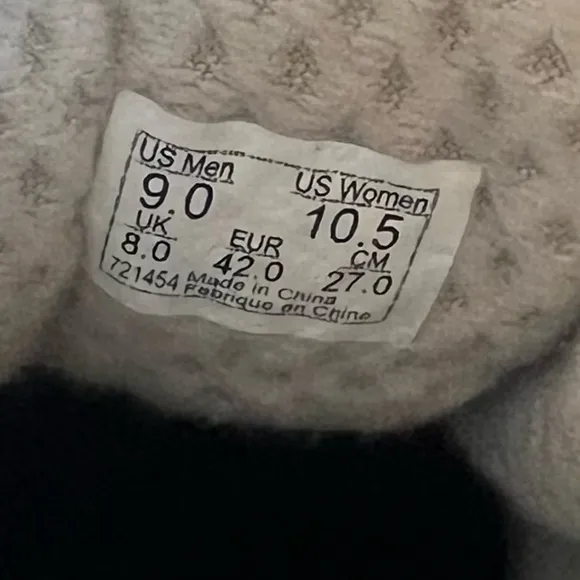 US Men US Women
9.0 10.5
UK EUR CM
8.0 42.0 27.0
721454 Made in China
Fabrique en Chine